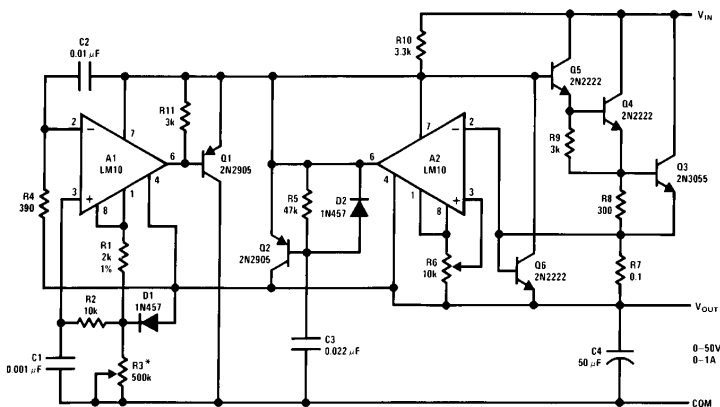 C2
0.01 μF
R10
3.3k
V_IN
Q5
2N2222
Q4
2N2222
R11
3k
2
7
A1
LM10
6
3
1
4
8
Q1
2N2905
7
2
A2
LM10
6
4
1
3
8
R9
3k
Q3
2N3055
R4
390
R5
47k
D2
1N457
R8
300
R1
2k
1%
Q2
2N2905
R6
10k
Q6
2N2222
R7
0.1
R2
10k
D1
1N457
V_OUT
C1
0.001 μF
R3*
500k
C3
0.022 μF
C4
50 μF
0–50V
0–1A
COM